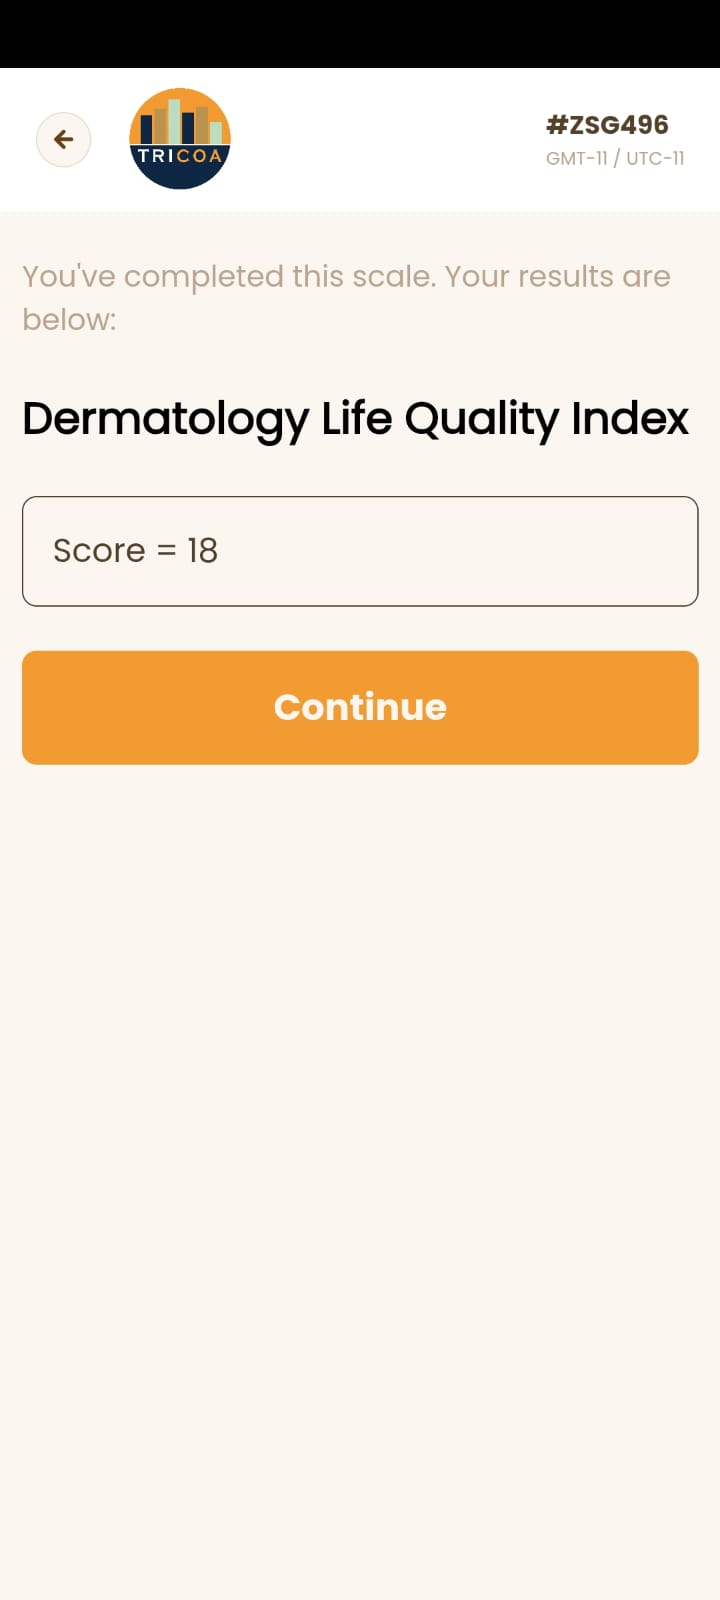 TRICOA
#ZSG496
GMT-11 / UTC-11
You've completed this scale. Your results are
below:
Dermatology Life Quality Index
Score = 18
Continue